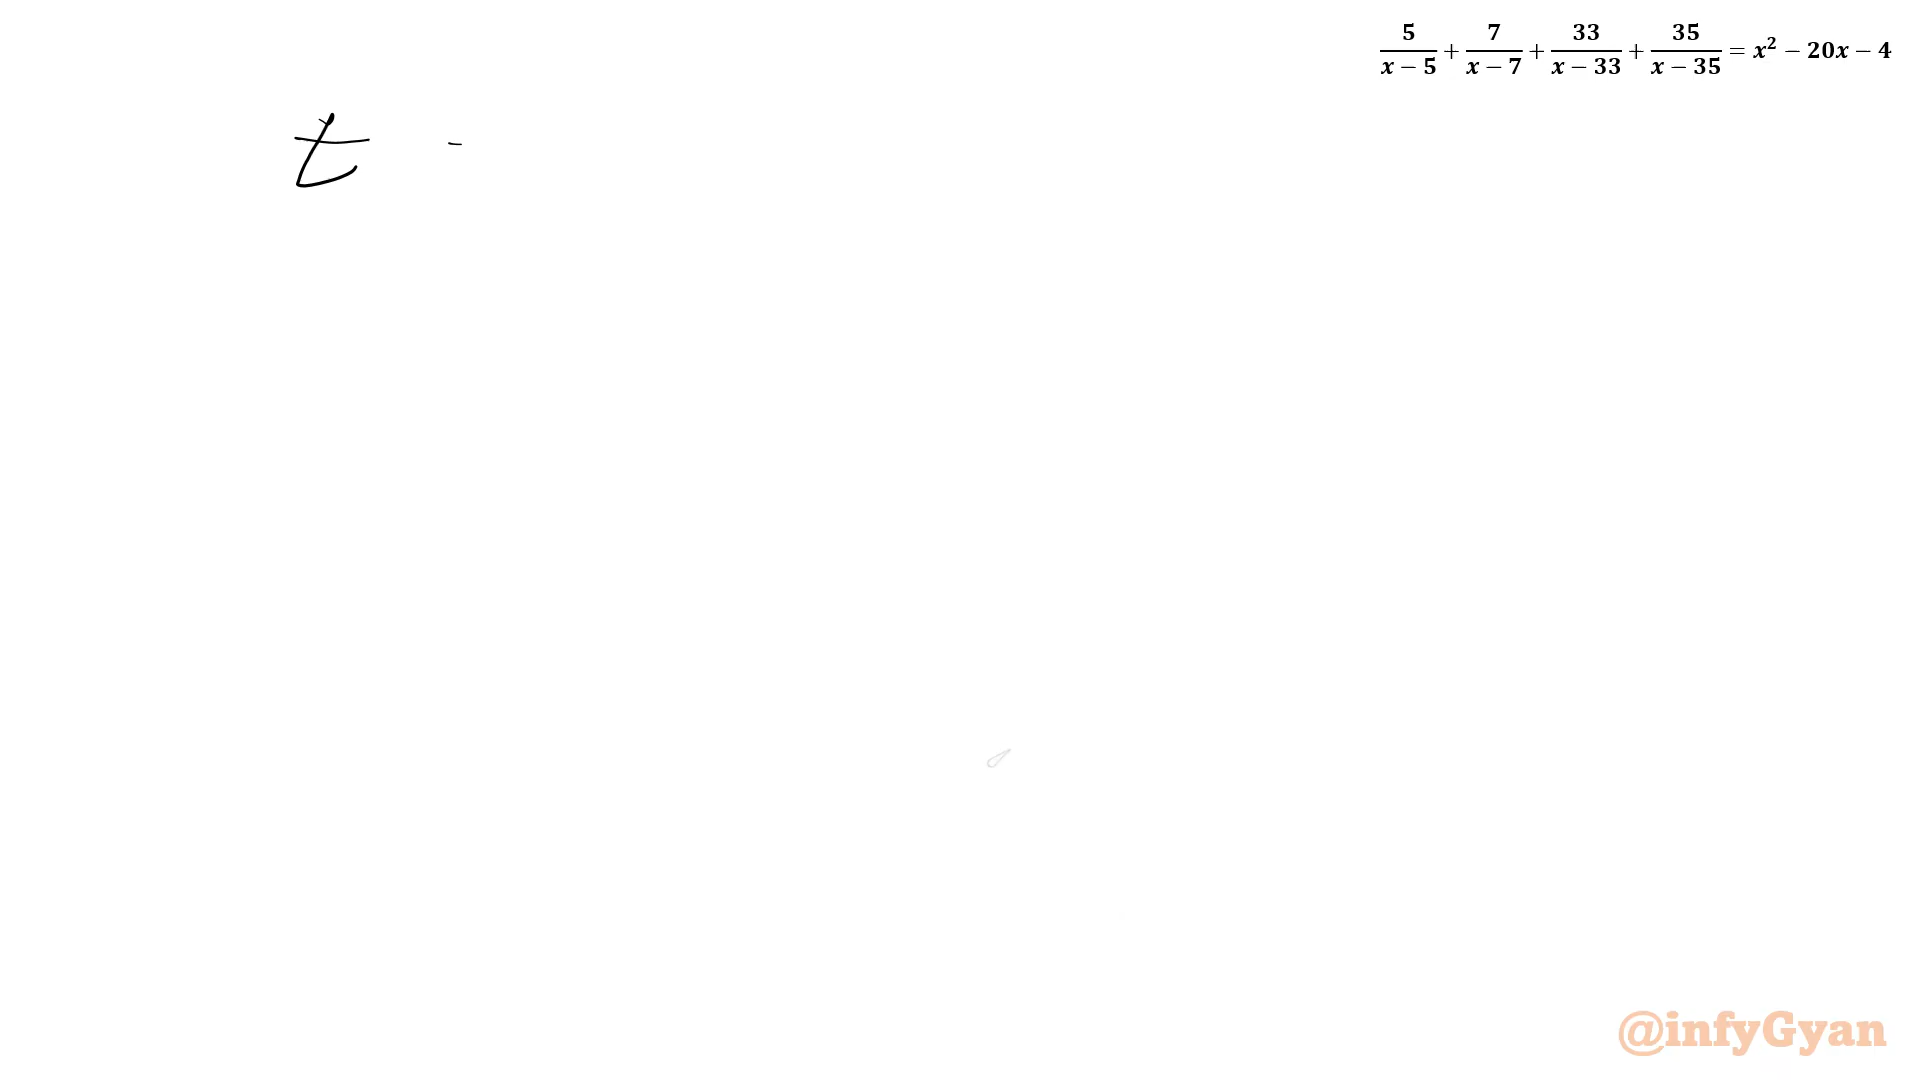 5/(x − 5) + 7/(x − 7) + 33/(x − 33) + 35/(x − 35) = x² − 20x − 4
t -
@infyGyan